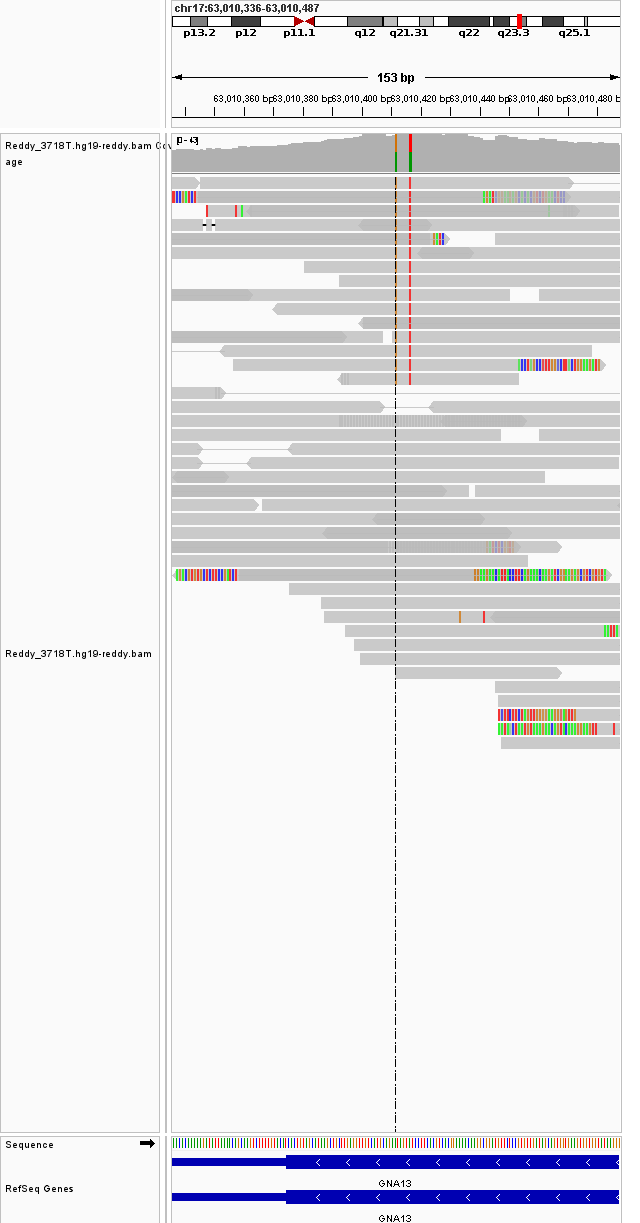 chr17:63,010,336-63,010,487
p13.2 p12 p11.1 q12 q21.31 q22 q23.3 q25.1
153 bp
63,010,360 bp 63,010,380 bp 63,010,400 bp 63,010,420 bp 63,010,440 bp 63,010,460 bp 63,010,480 b
Reddy_3718T.hg19-reddy.bam Cov
age
Reddy_3718T.hg19-reddy.bam
Sequence
RefSeq Genes
GNA13
GNA13